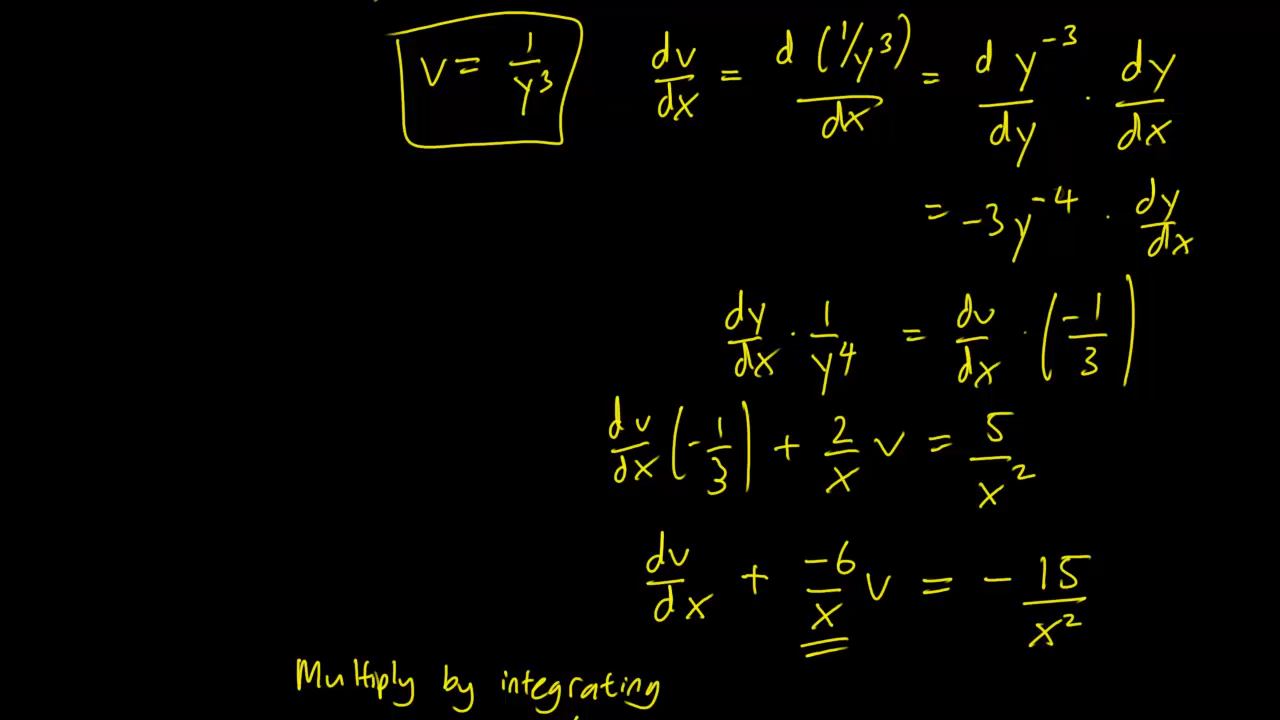 v = 1/y³   dv/dx = d(1/y³)/dx = d y⁻³/dy · dy/dx
= -3y⁻⁴ · dy/dx
dy/dx · 1/y⁴ = dv/dx · (-1/3)
dv/dx (-1/3) + 2/x v = 5/x²
dv/dx + -6/x v = - 15/x²
Multiply by integrating